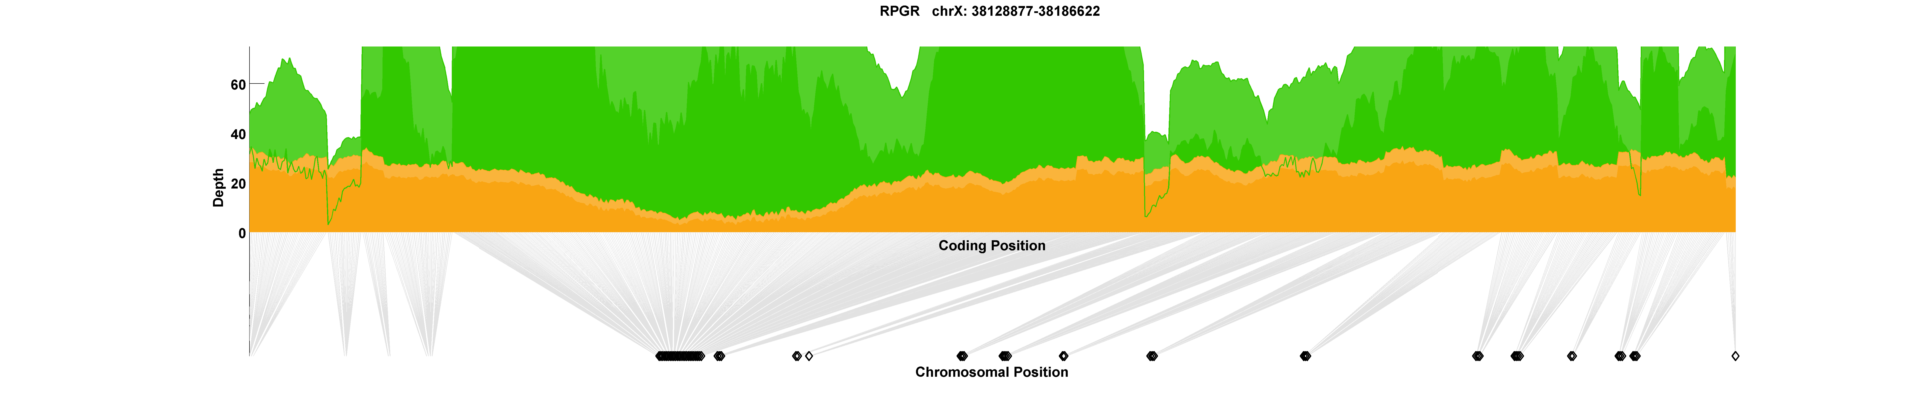 RPGR chrX: 38128877-38186622
60
40
20
0
Depth
Coding Position
Chromosomal Position